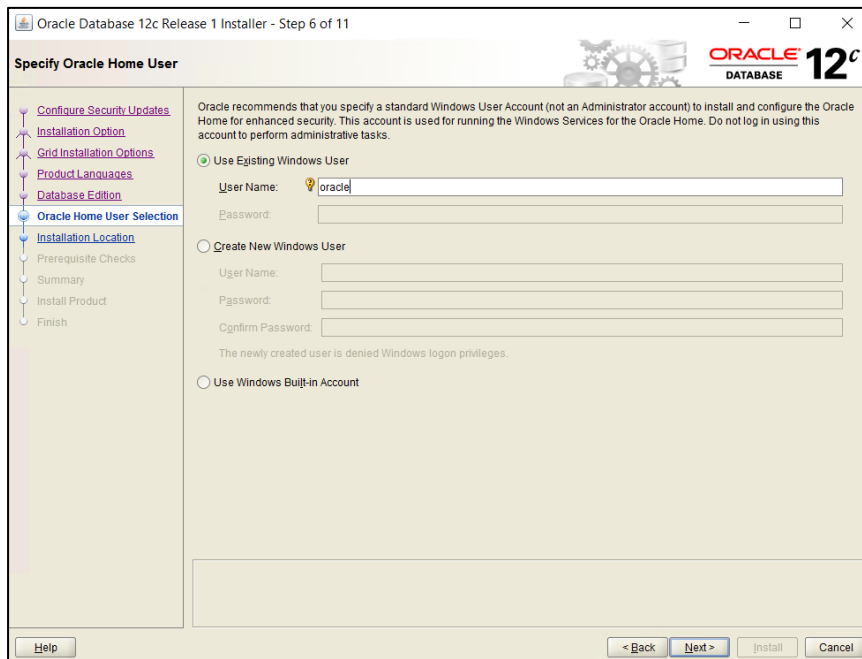 Oracle Database 12c Release 1 Installer - Step 6 of 11
Specify Oracle Home User
ORACLE
DATABASE
12c
Configure Security Updates
Installation Option
Grid Installation Options
Product Languages
Database Edition
Oracle Home User Selection
Installation Location
Prerequisite Checks
Summary
Install Product
Finish
Oracle recommends that you specify a standard Windows User Account (not an Administrator account) to install and configure the Oracle
Home for enhanced security. This account is used for running the Windows Services for the Oracle Home. Do not log in using this
account to perform administrative tasks.
Use Existing Windows User
User Name: oracle
Password:
Create New Windows User
User Name:
Password:
Confirm Password:
The newly created user is denied Windows logon privileges.
Use Windows Built-in Account
Help
< Back
Next >
Install
Cancel